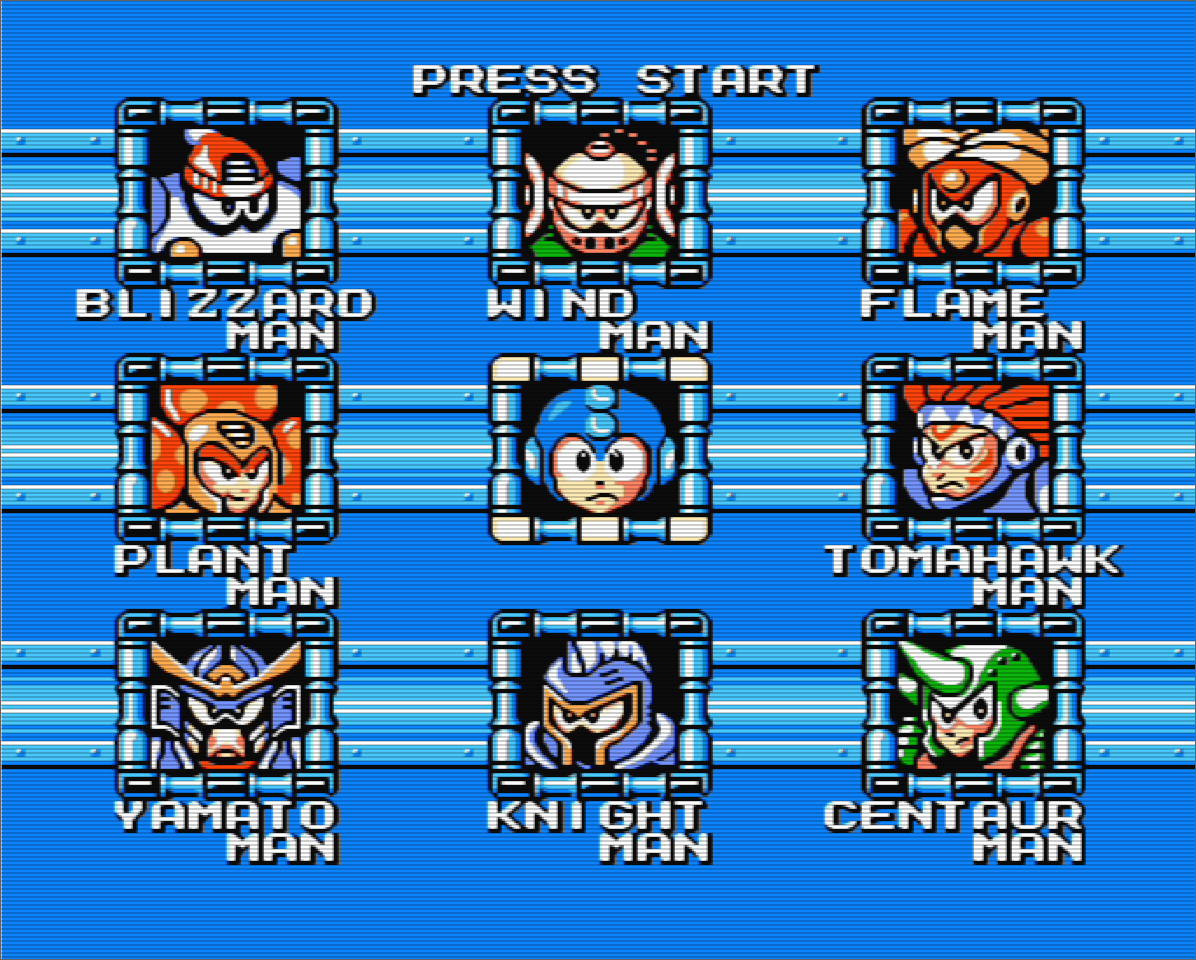 PRESS START
BLIZZARD
MAN
WIND
MAN
FLAME
MAN
PLANT
MAN
TOMAHAWK
MAN
YAMATO
MAN
KNIGHT
MAN
CENTAUR
MAN